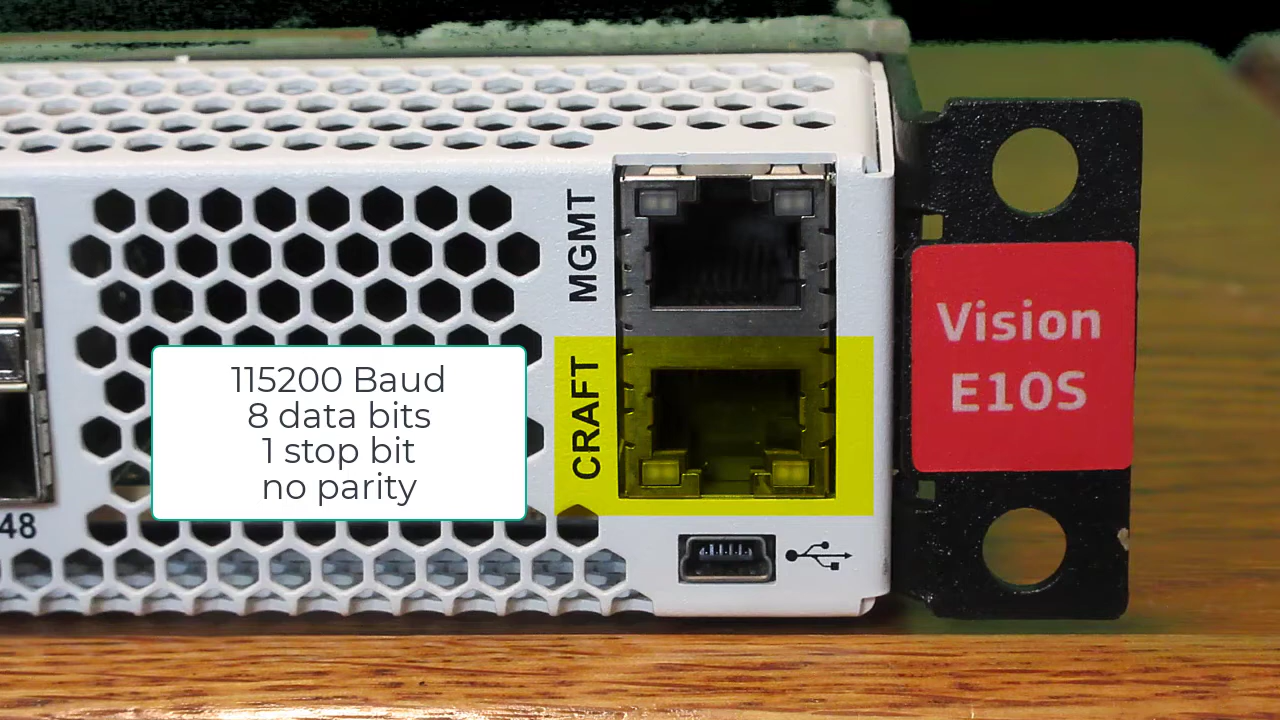 MGMT
CRAFT
115200 Baud
8 data bits
1 stop bit
no parity
48
Vision
E10S